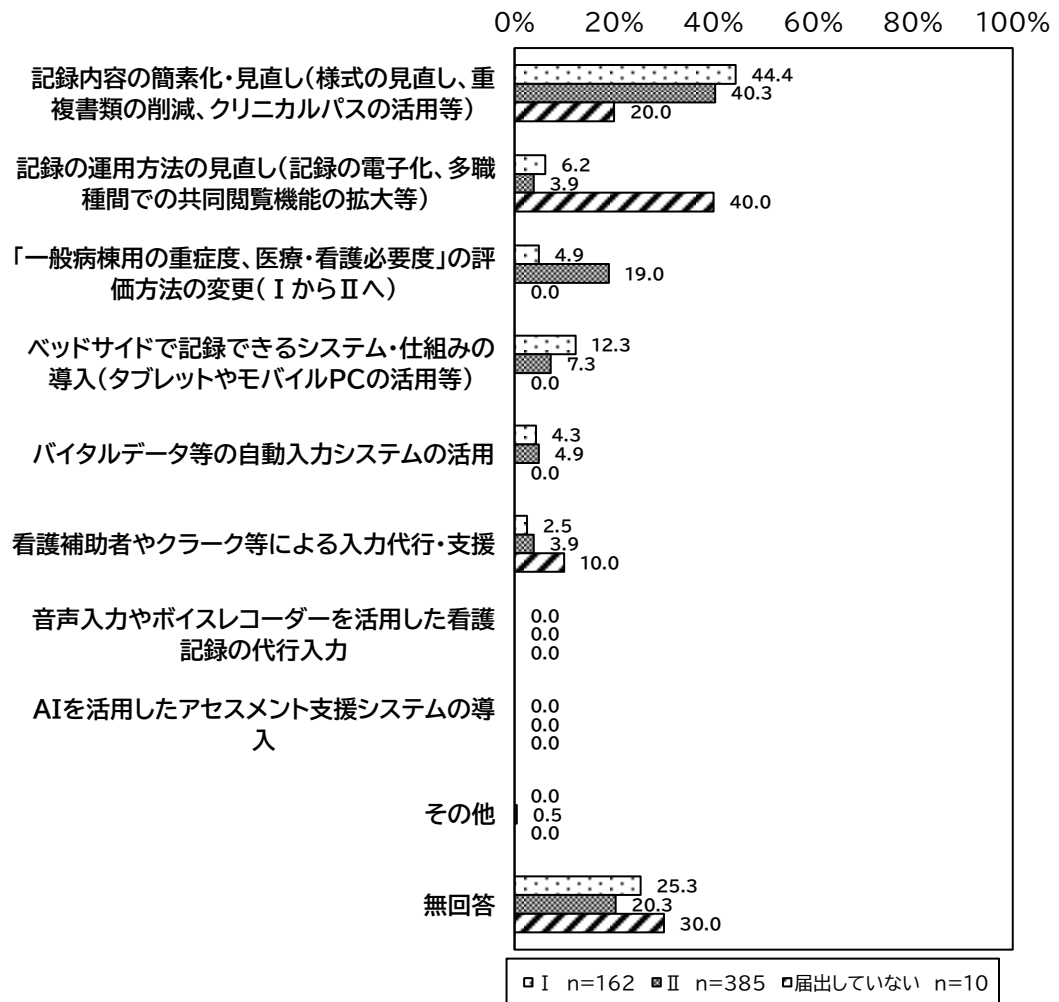 0% 20% 40% 60% 80% 100%
記録内容の簡素化・見直し(様式の見直し、重
複書類の削減、クリニカルパスの活用等)
44.4
40.3
20.0
記録の運用方法の見直し(記録の電子化、多職
種間での共同閲覧機能の拡大等)
6.2
3.9
40.0
「一般病棟用の重症度、医療・看護必要度」の評
価方法の変更(ⅠからⅡへ)
4.9
19.0
0.0
ベッドサイドで記録できるシステム・仕組みの
導入(タブレットやモバイルPCの活用等)
12.3
7.3
0.0
バイタルデータ等の自動入力システムの活用
4.3
4.9
0.0
看護補助者やクラーク等による入力代行・支援
2.5
3.9
10.0
音声入力やボイスレコーダーを活用した看護
記録の代行入力
0.0
0.0
0.0
AIを活用したアセスメント支援システムの導
入
0.0
0.0
0.0
その他
0.0
0.5
0.0
無回答
25.3
20.3
30.0
Ⅰ n=162 Ⅱ n=385 届出していない n=10